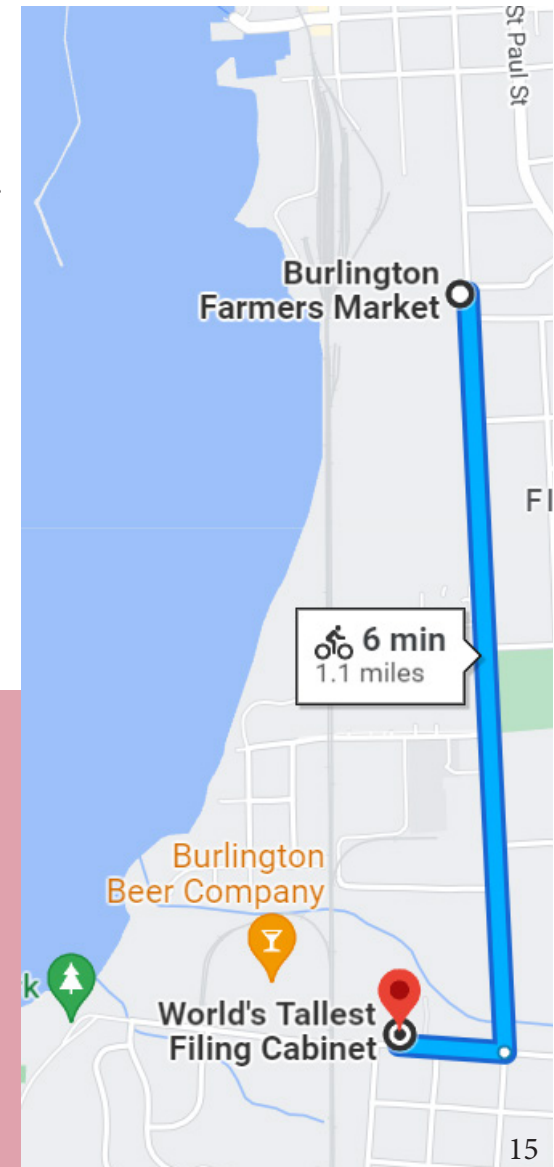 St Paul St
Burlington
Farmers Market
FI
6 min
1.1 miles
Burlington
Beer Company
k
World's Tallest
Filing Cabinet
15